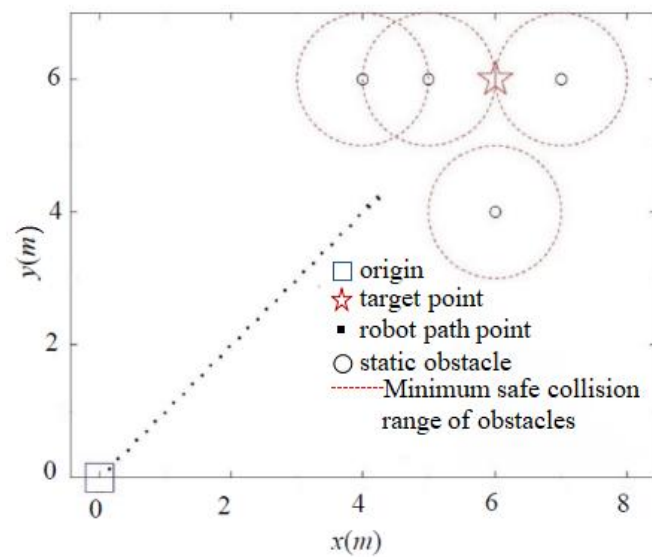 6
4
2
0
y(m)
origin
target point
robot path point
static obstacle
Minimum safe collision
range of obstacles
0
2
4
6
8
x(m)